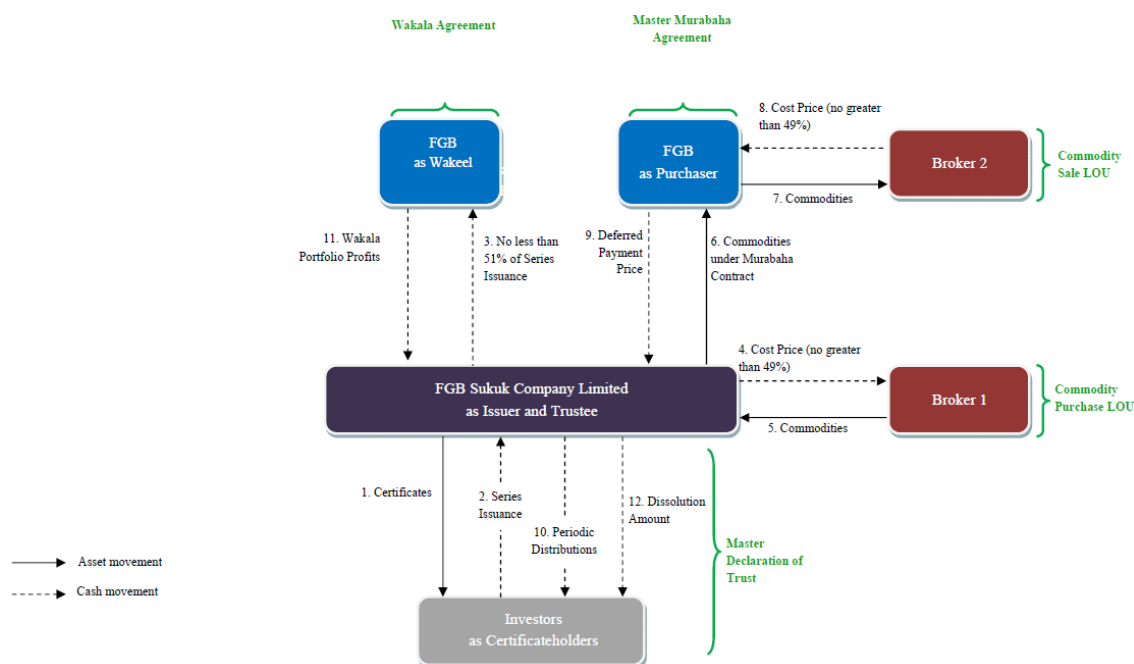 Wakala Agreement
Master Murabaha
Agreement
FGB
as Wakeel
FGB
as Purchaser
8. Cost Price (no greater
than 49%)
Broker 2
Commodity
Sale LOU
7. Commodities
11. Wakala
Portfolio Profits
3. No less than
51% of Series
Issuance
9. Deferred
Payment
Price
6. Commodities
under Murabaha
Contract
4. Cost Price (no greater
than 49%)
FGB Sukuk Company Limited
as Issuer and Trustee
Broker 1
Commodity
Purchase LOU
5. Commodities
1. Certificates
2. Series
Issuance
10. Periodic
Distributions
12. Dissolution
Amount
Master
Declaration of
Trust
Asset movement
Cash movement
Investors
as Certificateholders